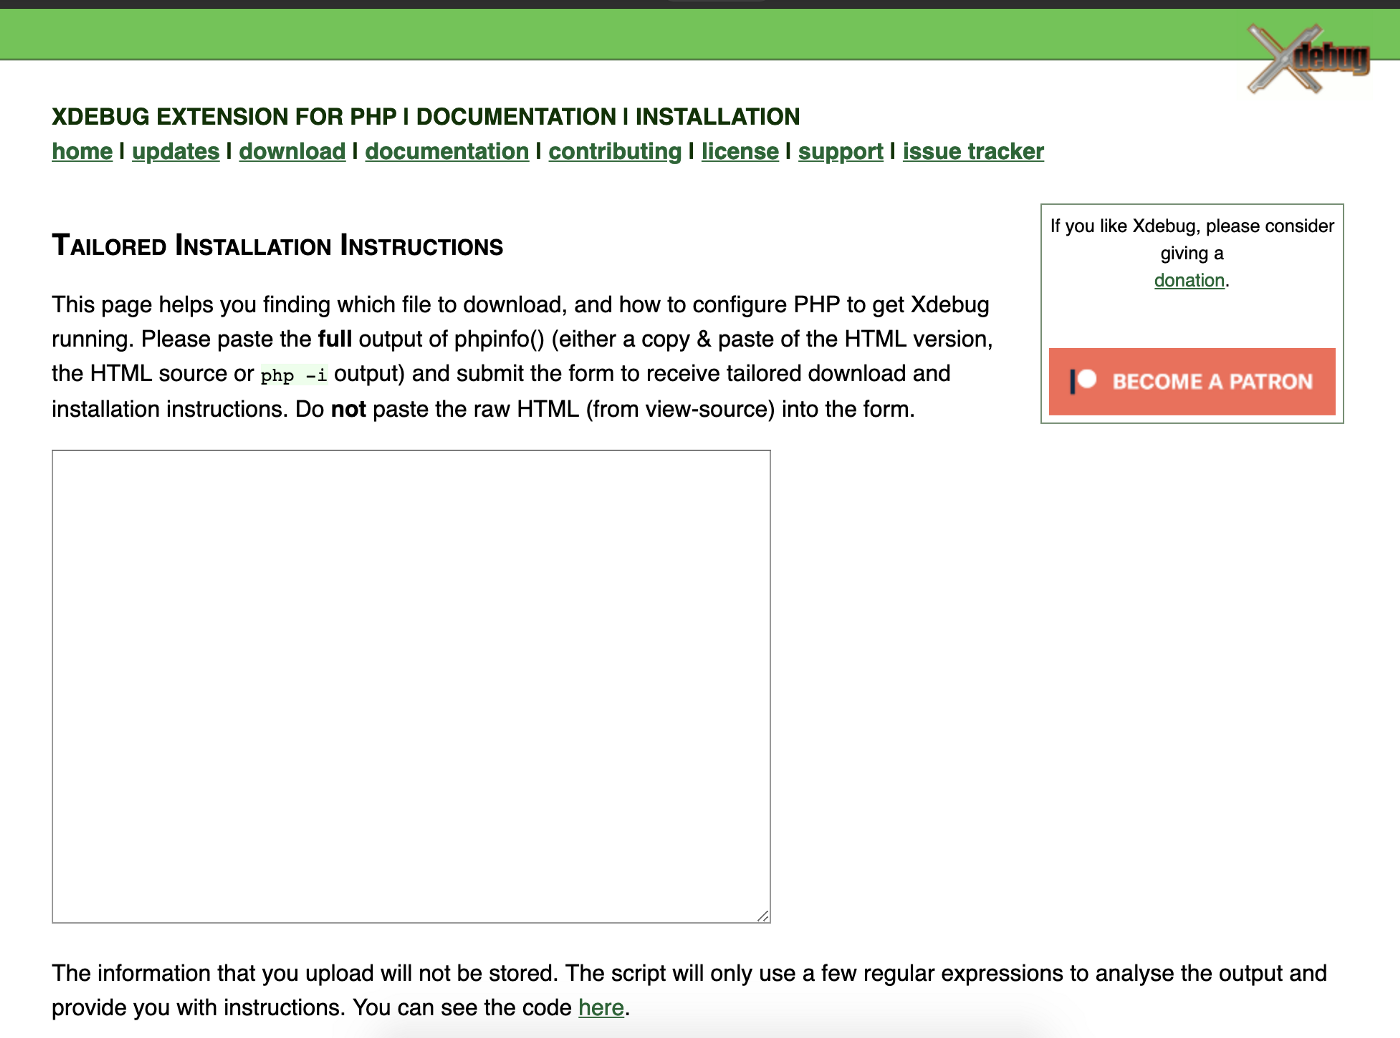 Xdebug
XDEBUG EXTENSION FOR PHP | DOCUMENTATION | INSTALLATION
home | updates | download | documentation | contributing | license | support | issue tracker
If you like Xdebug, please consider
giving a
donation.
BECOME A PATRON
TAILORED INSTALLATION INSTRUCTIONS
This page helps you finding which file to download, and how to configure PHP to get Xdebug
running. Please paste the full output of phpinfo() (either a copy & paste of the HTML version,
the HTML source or php -i output) and submit the form to receive tailored download and
installation instructions. Do not paste the raw HTML (from view-source) into the form.
The information that you upload will not be stored. The script will only use a few regular expressions to analyse the output and
provide you with instructions. You can see the code here.